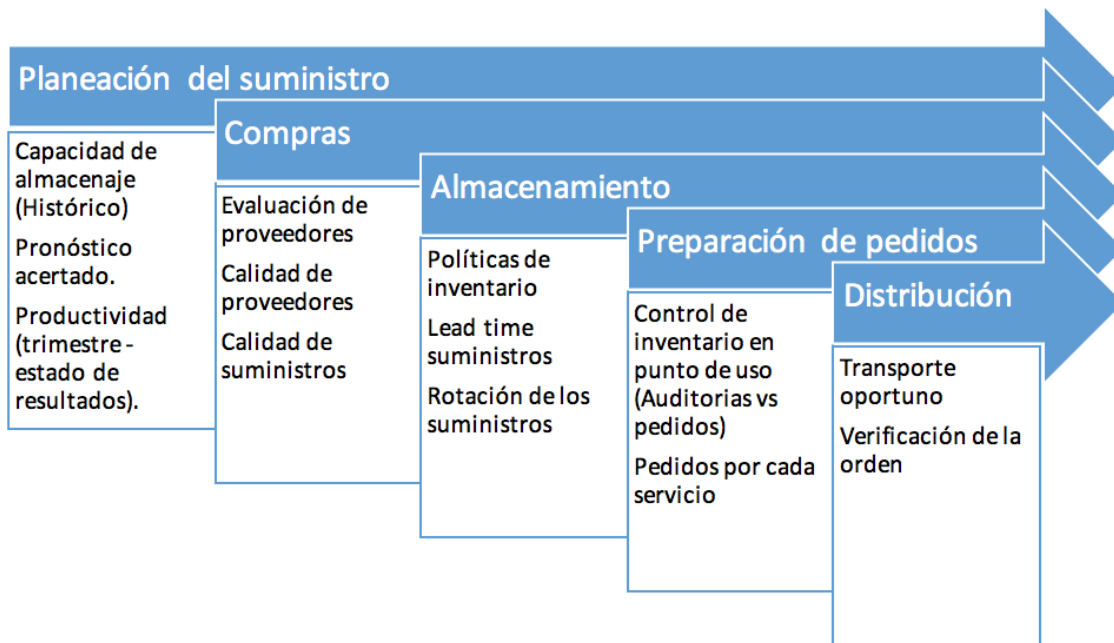 Planeación del suministro
Capacidad de
almacenaje
(Histórico)
Pronóstico
acertado.
Productividad
(trimestre -
estado de
resultados).
Compras
Evaluación de
proveedores
Calidad de
proveedores
Calidad de
suministros
Almacenamiento
Políticas de
inventario
Lead time
suministros
Rotación de los
suministros
Preparación de pedidos
Control de
inventario en
punto de uso
(Auditorias vs
pedidos)
Pedidos por cada
servicio
Distribución
Transporte
oportuno
Verificación de la
orden